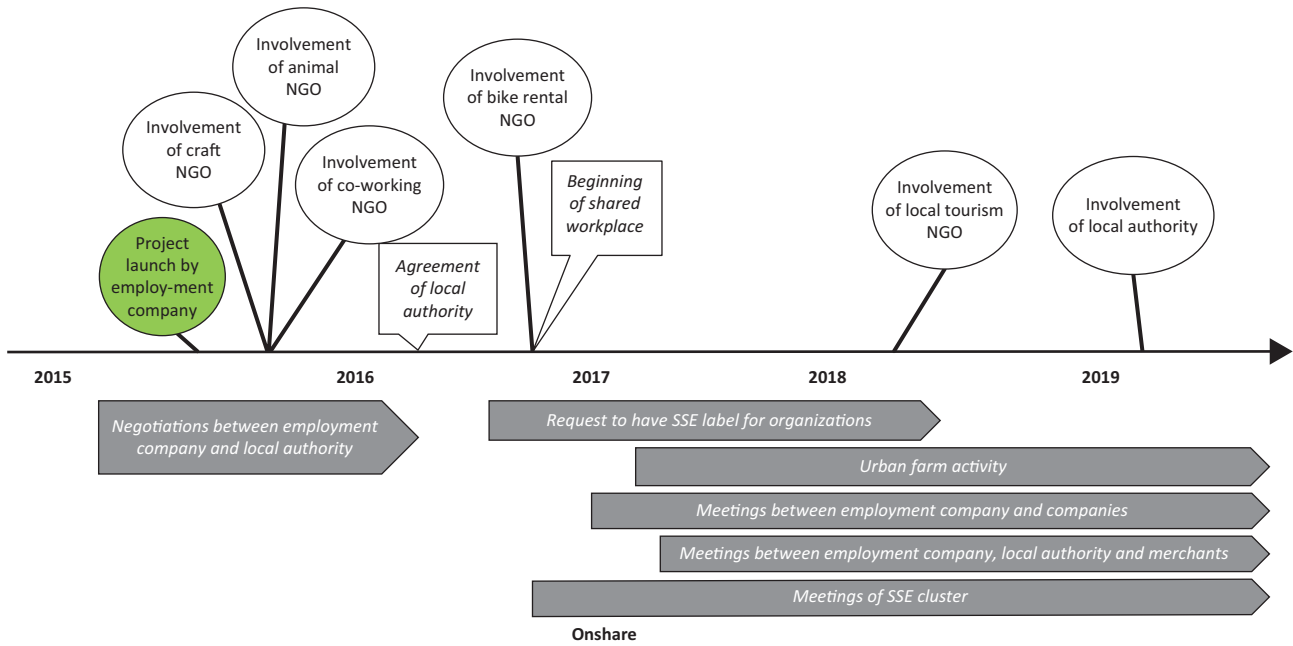 Involvement
of animal
NGO
Involvement
of bike rental
NGO
Involvement
of craft
NGO
Involvement
of co-working
NGO
Beginning
of shared
workplace
Involvement
of local tourism
NGO
Involvement
of local authority
Project
launch by
employ-ment
company
Agreement
of local
authority
2015
2016
2017
2018
2019
Negotiations between employment
company and local authority
Request to have SSE label for organizations
Urban farm activity
Meetings between employment company and companies
Meetings between employment company, local authority and merchants
Meetings of SSE cluster
Onshare